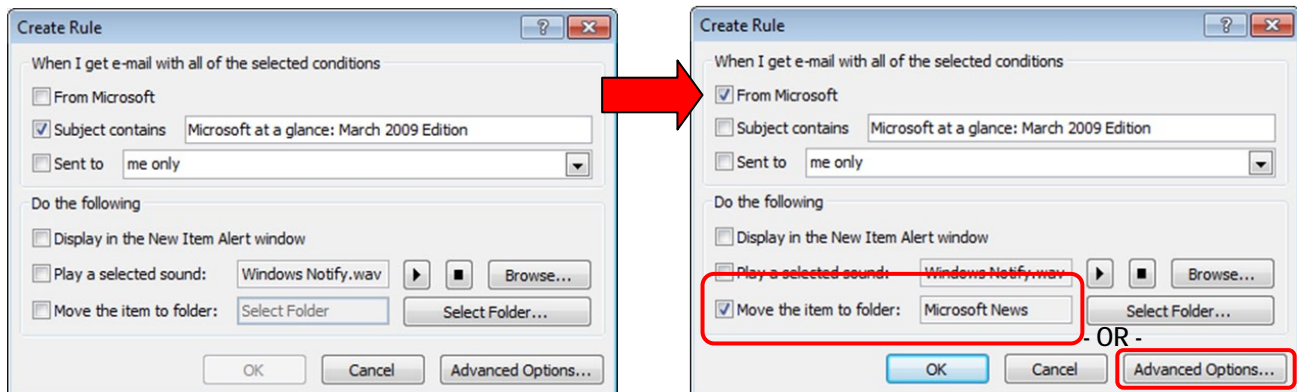 Create Rule
When I get e-mail with all of the selected conditions
From Microsoft
Subject contains Microsoft at a glance: March 2009 Edition
Sent to me only
Do the following
Display in the New Item Alert window
Play a selected sound: Windows Notify.wav Browse...
Move the item to folder: Select Folder Select Folder...
OK Cancel Advanced Options...
Create Rule
When I get e-mail with all of the selected conditions
From Microsoft
Subject contains Microsoft at a glance: March 2009 Edition
Sent to me only
Do the following
Display in the New Item Alert window
Play a selected sound: Windows Notify.wav Browse...
Move the item to folder: Microsoft News Select Folder...
- OR -
OK Cancel Advanced Options...